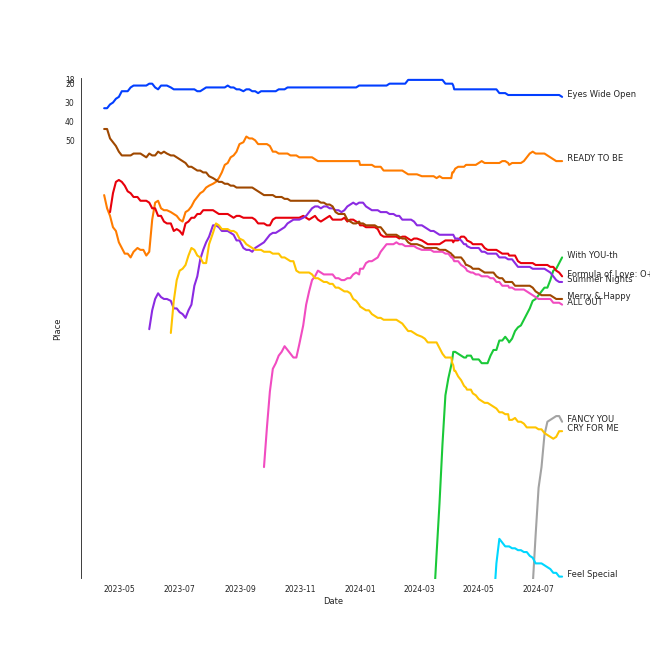 18
20
30
40
50
Eyes Wide Open
READY TO BE
With YOU-th
Formula of Love: O+
Summer Nights
Merry & Happy
ALL OUT
FANCY YOU
CRY FOR ME
Feel Special
Place
2023-05 2023-07 2023-09 2023-11 2024-01 2024-03 2024-05 2024-07
Date